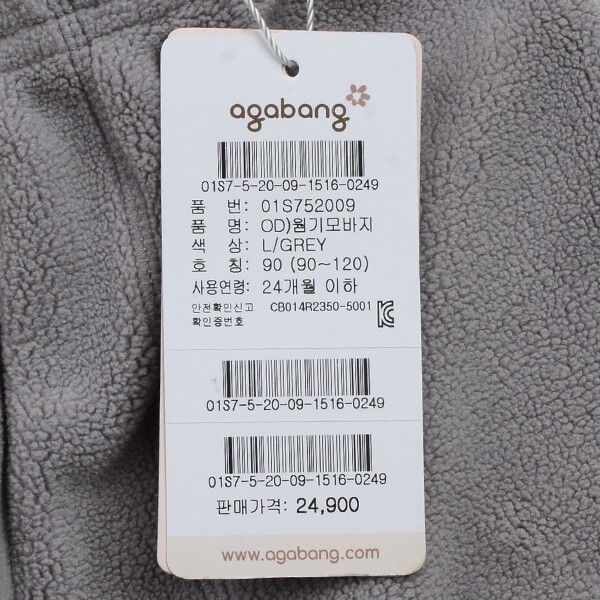 agabang
01S7-5-20-09-1516-0249
품 번: 01S752009
품 명: OD)웜기모바지
색 상: L/GREY
호 칭: 90 (90~120)
사용연령: 24개월 이하
안전확인신고 CB014R2350-5001
확인증번호
01S7-5-20-09-1516-0249
01S7-5-20-09-1516-0249
판매가격: 24,900
www.agabang.com